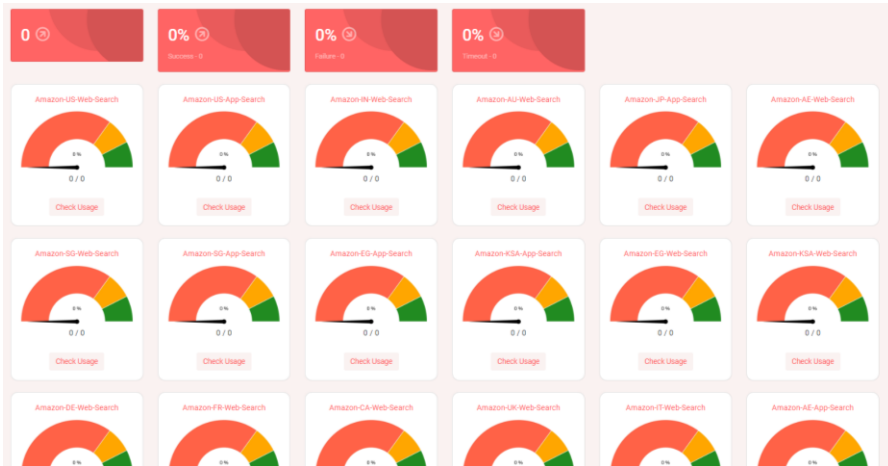 0
0%
Success - 0
0%
Failure - 0
0%
Timeout - 0
Amazon-US-Web-Search
0 %
0 / 0
Check Usage
Amazon-US-App-Search
0 %
0 / 0
Check Usage
Amazon-IN-Web-Search
0 %
0 / 0
Check Usage
Amazon-AU-Web-Search
0 %
0 / 0
Check Usage
Amazon-JP-App-Search
0 %
0 / 0
Check Usage
Amazon-AE-Web-Search
0 %
0 / 0
Check Usage
Amazon-SG-Web-Search
0 %
0 / 0
Check Usage
Amazon-SG-App-Search
0 %
0 / 0
Check Usage
Amazon-EG-App-Search
0 %
0 / 0
Check Usage
Amazon-KSA-App-Search
0 %
0 / 0
Check Usage
Amazon-EG-Web-Search
0 %
0 / 0
Check Usage
Amazon-KSA-Web-Search
0 %
0 / 0
Check Usage
Amazon-DE-Web-Search
0 %
Amazon-FR-Web-Search
0 %
Amazon-CA-Web-Search
0 %
Amazon-UK-Web-Search
0 %
Amazon-IT-Web-Search
0 %
Amazon-AE-App-Search
0 %